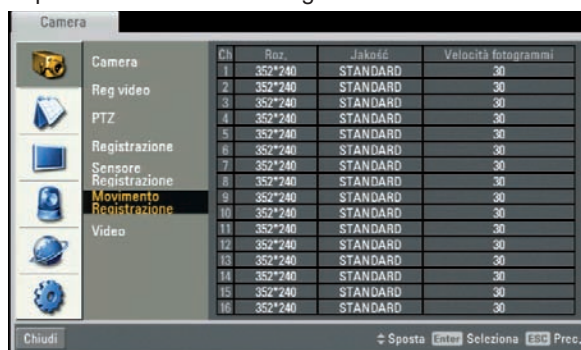 Camera
Camera
Reg video
PTZ
Registrazione
Sensore
Registrazione
Movimento
Registrazione
Video
Ch Roz. Jakość Velocità fotogrammi
1 352*240 STANDARD 30
2 352*240 STANDARD 30
3 352*240 STANDARD 30
4 352*240 STANDARD 30
5 352*240 STANDARD 30
6 352*240 STANDARD 30
7 352*240 STANDARD 30
8 352*240 STANDARD 30
9 352*240 STANDARD 30
10 352*240 STANDARD 30
11 352*240 STANDARD 30
12 352*240 STANDARD 30
13 352*240 STANDARD 30
14 352*240 STANDARD 30
15 352*240 STANDARD 30
16 352*240 STANDARD 30
Chiudi
Sposta Enter Seleziona ESC Prec.